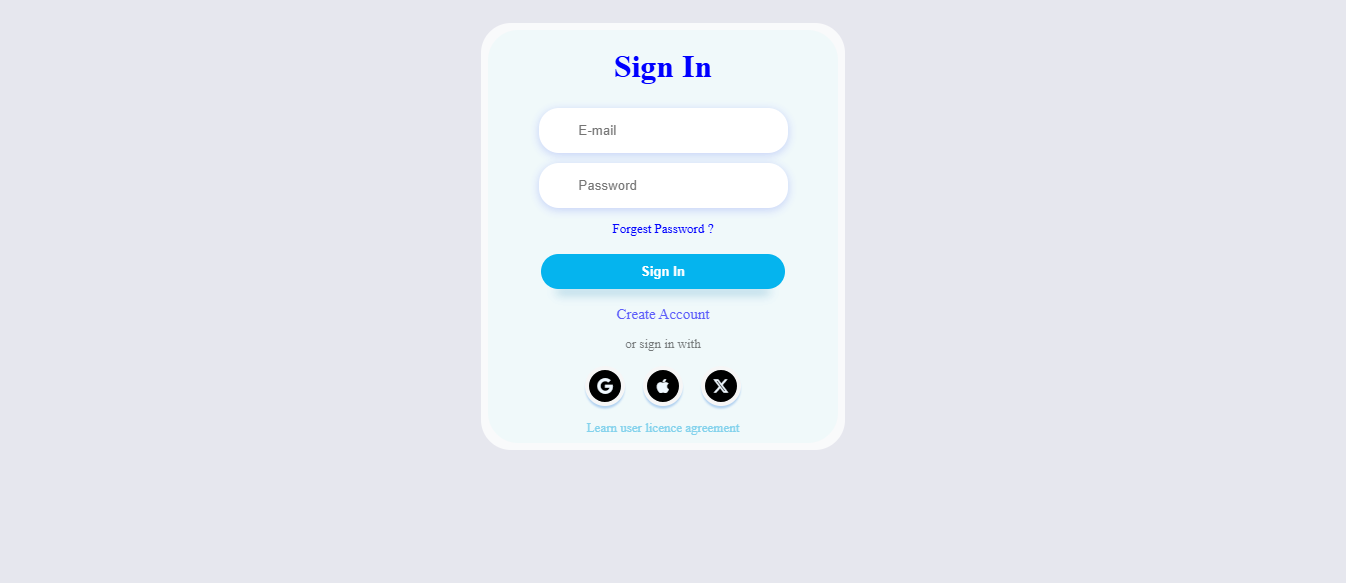 Sign In
E-mail
Password
Forgest Password ?
Sign In
Create Account
or sign in with
Learn user licence agreement